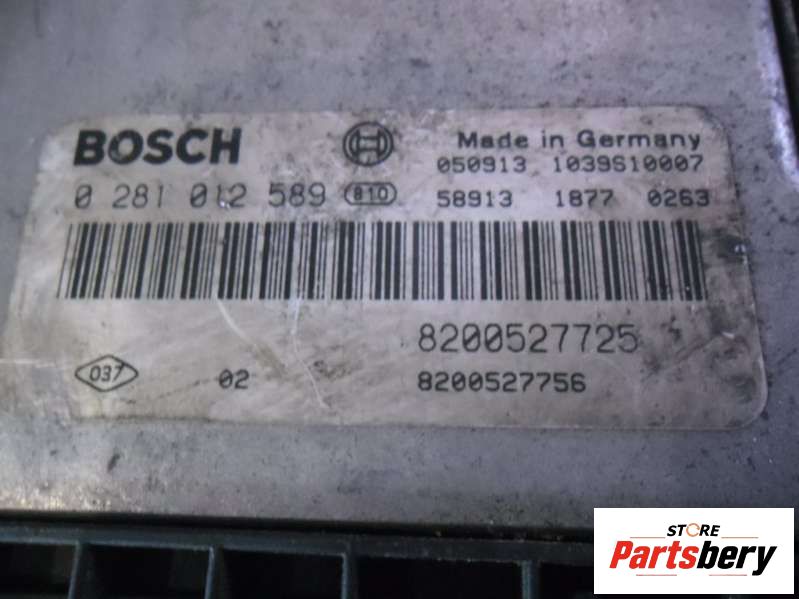 BOSCH
Made in Germany
050913 1039S10007
0 281 012 589 810
58913 1877 0263
8200527725
037 02
8200527756
STORE
Partsbery